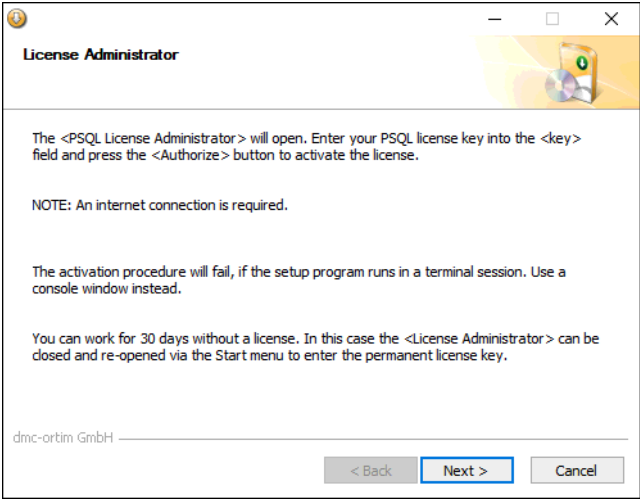 License Administrator
The <PSQL License Administrator> will open. Enter your PSQL license key into the <key>
field and press the <Authorize> button to activate the license.
NOTE: An internet connection is required.
The activation procedure will fail, if the setup program runs in a terminal session. Use a
console window instead.
You can work for 30 days without a license. In this case the <License Administrator> can be
closed and re-opened via the Start menu to enter the permanent license key.
dmc-ortim GmbH
< Back
Next >
Cancel